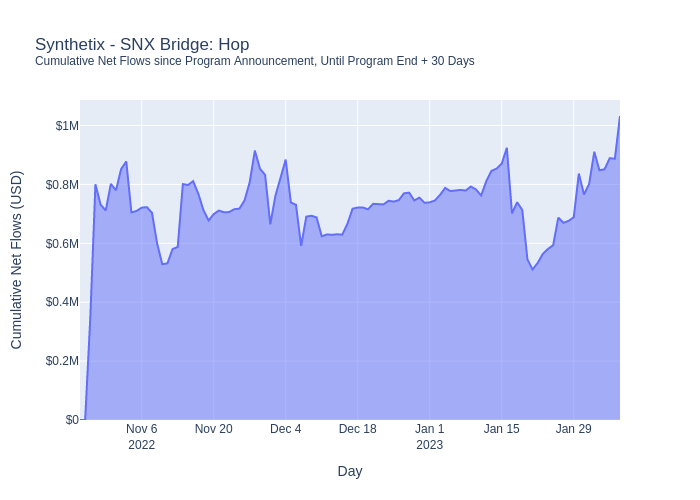 Synthetix - SNX Bridge: Hop
Cumulative Net Flows since Program Announcement, Until Program End + 30 Days
Cumulative Net Flows (USD)
$1M
$0.8M
$0.6M
$0.4M
$0.2M
$0
Nov 6 Nov 20 Dec 4 Dec 18 Jan 1 Jan 15 Jan 29
2022 2023
Day